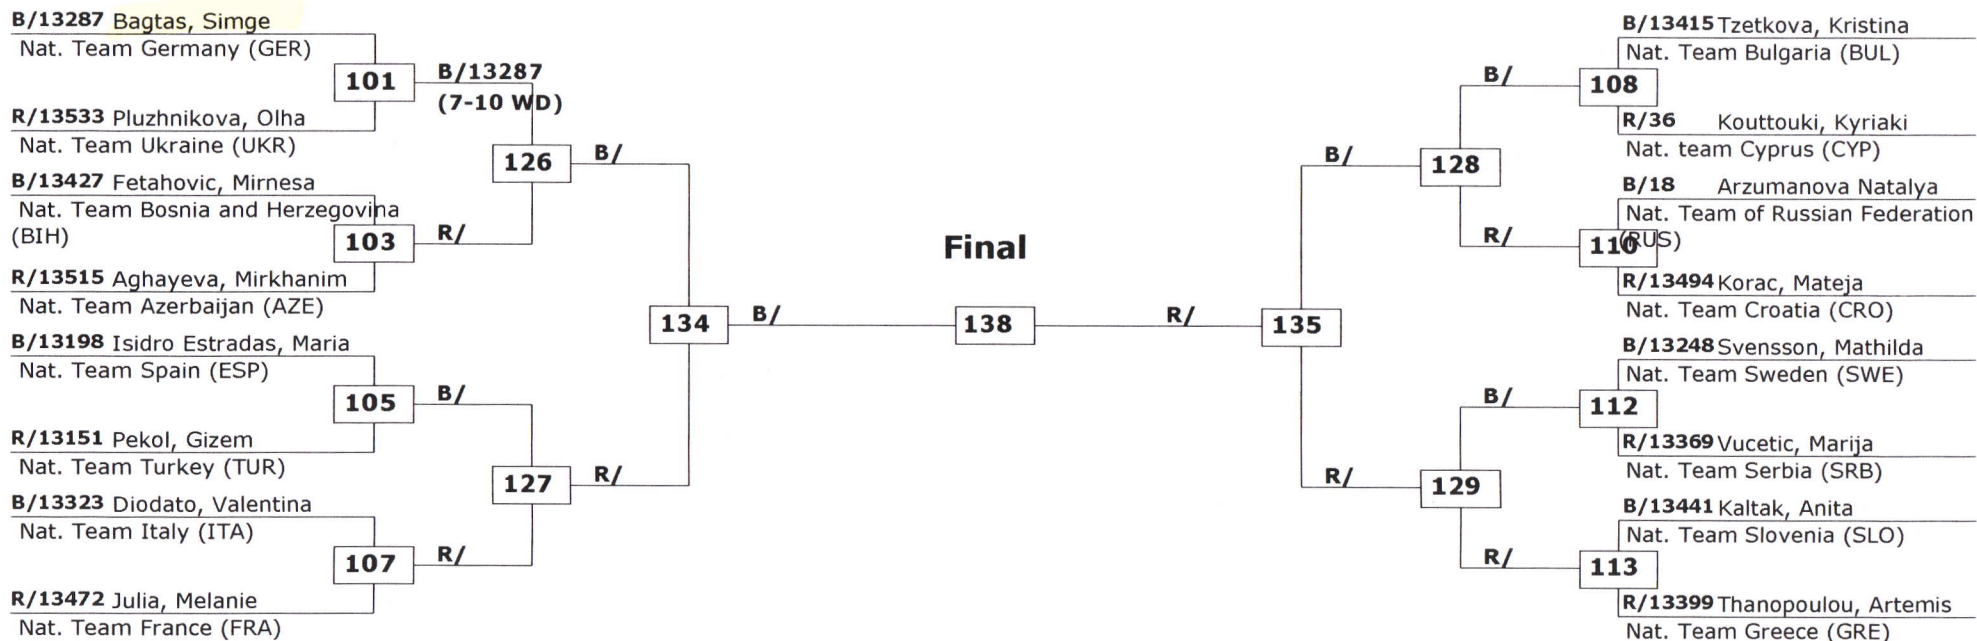 B/13287 Bagtas, Simge
Nat. Team Germany (GER)
101
B/13287
(7-10 WD)
R/13533 Pluzhnikova, Olha
Nat. Team Ukraine (UKR)
126
B/
B/13427 Fetahovic, Mirnesa
Nat. Team Bosnia and Herzegovina
(BIH)
103
R/
R/13515 Aghayeva, Mirkhanim
Nat. Team Azerbaijan (AZE)
134
B/
B/13198 Isidro Estradas, Maria
Nat. Team Spain (ESP)
105
B/
R/13151 Pekol, Gizem
Nat. Team Turkey (TUR)
127
R/
B/13323 Diodato, Valentina
Nat. Team Italy (ITA)
107
R/
R/13472 Julia, Melanie
Nat. Team France (FRA)
Final
138
B/13415 Tzetkova, Kristina
Nat. Team Bulgaria (BUL)
B/
108
R/36 Kouttouki, Kyriaki
Nat. team Cyprus (CYP)
B/
128
B/18 Arzumanova Natalya
Nat. Team of Russian Federation
(RUS)
R/
110
R/13494 Korac, Mateja
Nat. Team Croatia (CRO)
R/
135
B/13248 Svensson, Mathilda
Nat. Team Sweden (SWE)
B/
112
R/13369 Vucetic, Marija
Nat. Team Serbia (SRB)
R/
129
B/13441 Kaltak, Anita
Nat. Team Slovenia (SLO)
R/
113
R/13399 Thanopoulou, Artemis
Nat. Team Greece (GRE)